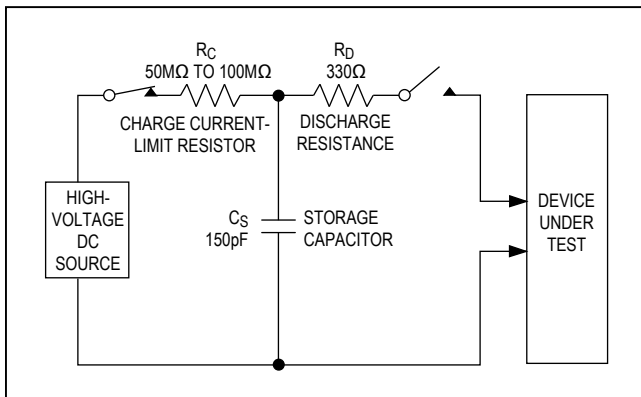 RC
50MΩ TO 100MΩ
CHARGE CURRENT-
LIMIT RESISTOR
RD
330Ω
DISCHARGE
RESISTANCE
HIGH-
VOLTAGE
DC
SOURCE
CS
150pF
STORAGE
CAPACITOR
DEVICE
UNDER
TEST